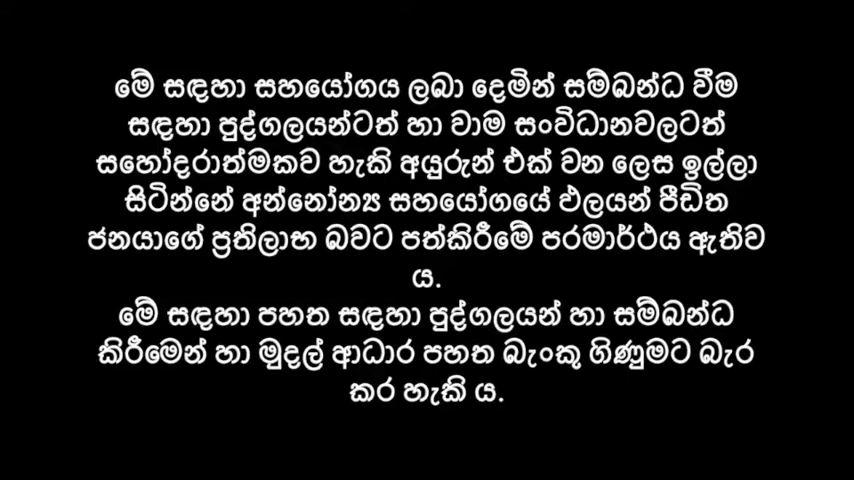 මේ සඳහා සහයෝගය ලබා දෙමින් සම්බන්ධ වීම
සඳහා පුද්ගලයන්ටත් හා වාම සංවිධානවලටත්
සහෝදරාත්මකව හැකි අයුරුන් එක් වන ලෙස ඉල්ලා
සිටින්නේ අන්නෝන්‍ය සහයෝගයේ ඵලයන් පීඩිත
ජනයාගේ ප්‍රතිලාභ බවට පත්කිරීමේ පරමාර්ථය ඇතිව
ය.
මේ සඳහා පහත සඳහා පුද්ගලයන් හා සම්බන්ධ
කිරීමෙන් හා මුදල් ආධාර පහත බැංකු ගිණුමට බැර
කර හැකි ය.